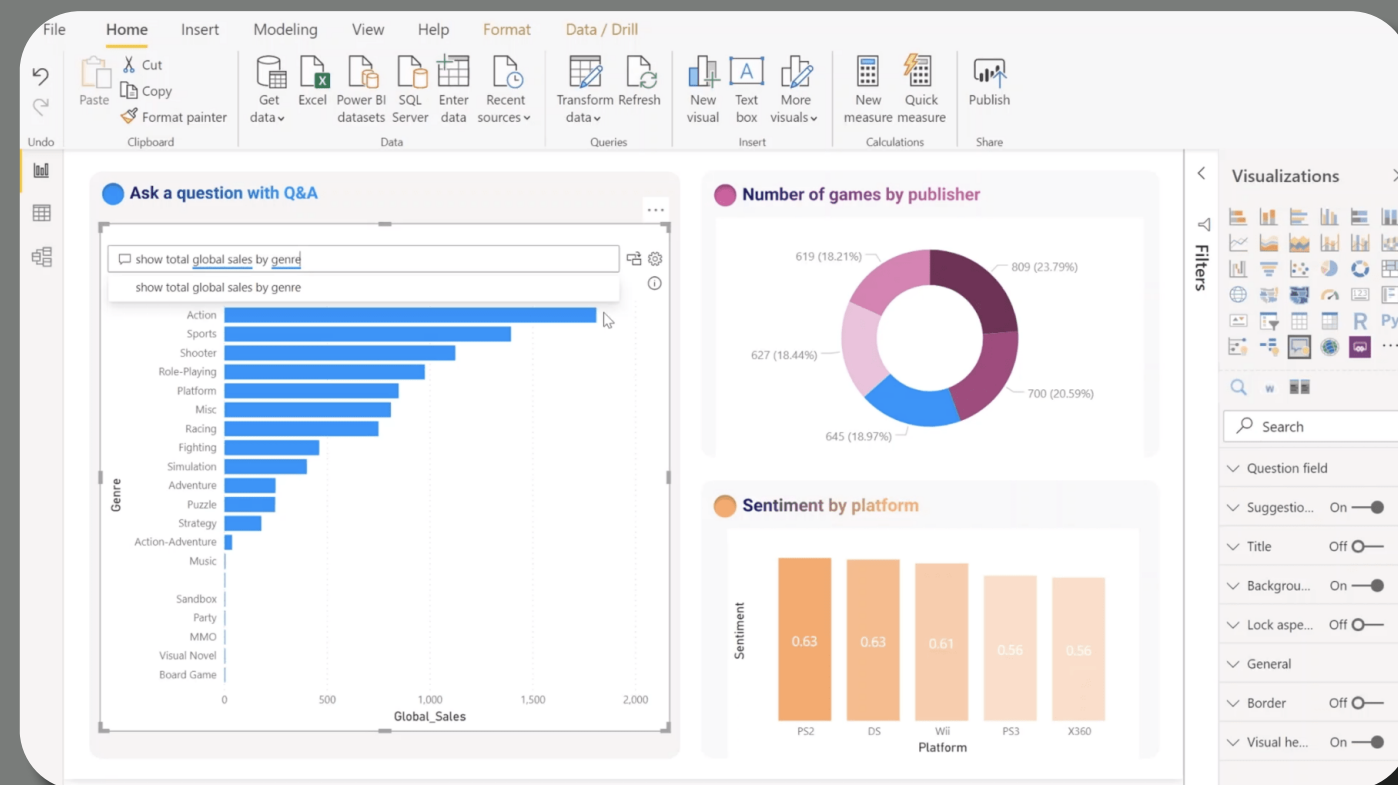 File Home Insert Modeling View Help Format Data / Drill
Cut
Copy
Format painter
Paste
Get data
Excel
Power BI datasets
SQL Server
Enter data
Recent sources
Transform data
Refresh
New visual
Text box
More visuals
New measure
Quick measure
Publish
Undo
Clipboard
Data
Queries
Insert
Calculations
Share
Ask a question with Q&A
show total global sales by genre
show total global sales by genre
Genre
Action
Sports
Shooter
Role-Playing
Platform
Misc
Racing
Fighting
Simulation
Adventure
Puzzle
Strategy
Action-Adventure
Music
Sandbox
Party
MMO
Visual Novel
Board Game
0 500 1,000 1,500 2,000
Global_Sales
Number of games by publisher
619 (18.21%)
809 (23.79%)
627 (18.44%)
700 (20.59%)
645 (18.97%)
Sentiment by platform
Sentiment
0.63 0.63 0.61 0.56 0.56
PS2 DS Wii PS3 X360
Platform
Filters
Visualizations
R Py
Search
Question field
Suggestio... On
Title Off
Backgrou... On
Lock aspe... Off
General
Border Off
Visual he... On